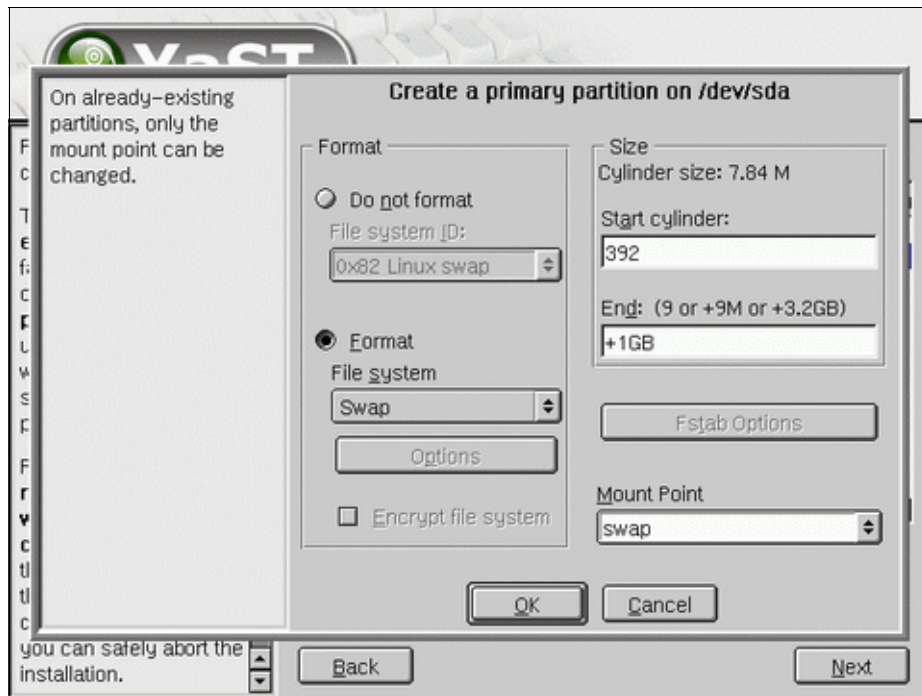 YaST
On already-existing
partitions, only the
mount point can be
changed.
Create a primary partition on /dev/sda
Format
Do not format
File system ID:
0x82 Linux swap
Format
File system
Swap
Options
Encrypt file system
Size
Cylinder size: 7.84 M
Start cylinder:
392
End: (9 or +9M or +3.2GB)
+1GB
Fstab Options
Mount Point
swap
OK
Cancel
you can safely abort the
installation.
Back
Next